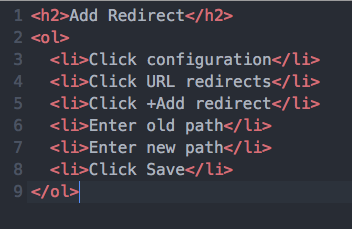 1 <h2>Add Redirect</h2>
2 <ol>
3   <li>Click configuration</li>
4   <li>Click URL redirects</li>
5   <li>Click +Add redirect</li>
6   <li>Enter old path</li>
7   <li>Enter new path</li>
8   <li>Click Save</li>
9 </ol>